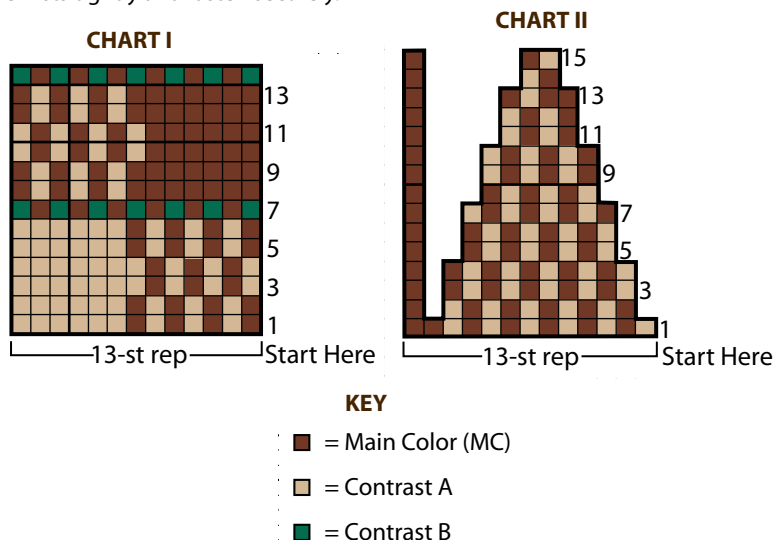 CHART I
13
11
9
7
5
3
1
13-st rep
Start Here
CHART II
15
13
11
9
7
5
3
1
13-st rep
Start Here
KEY
= Main Color (MC)
= Contrast A
= Contrast B